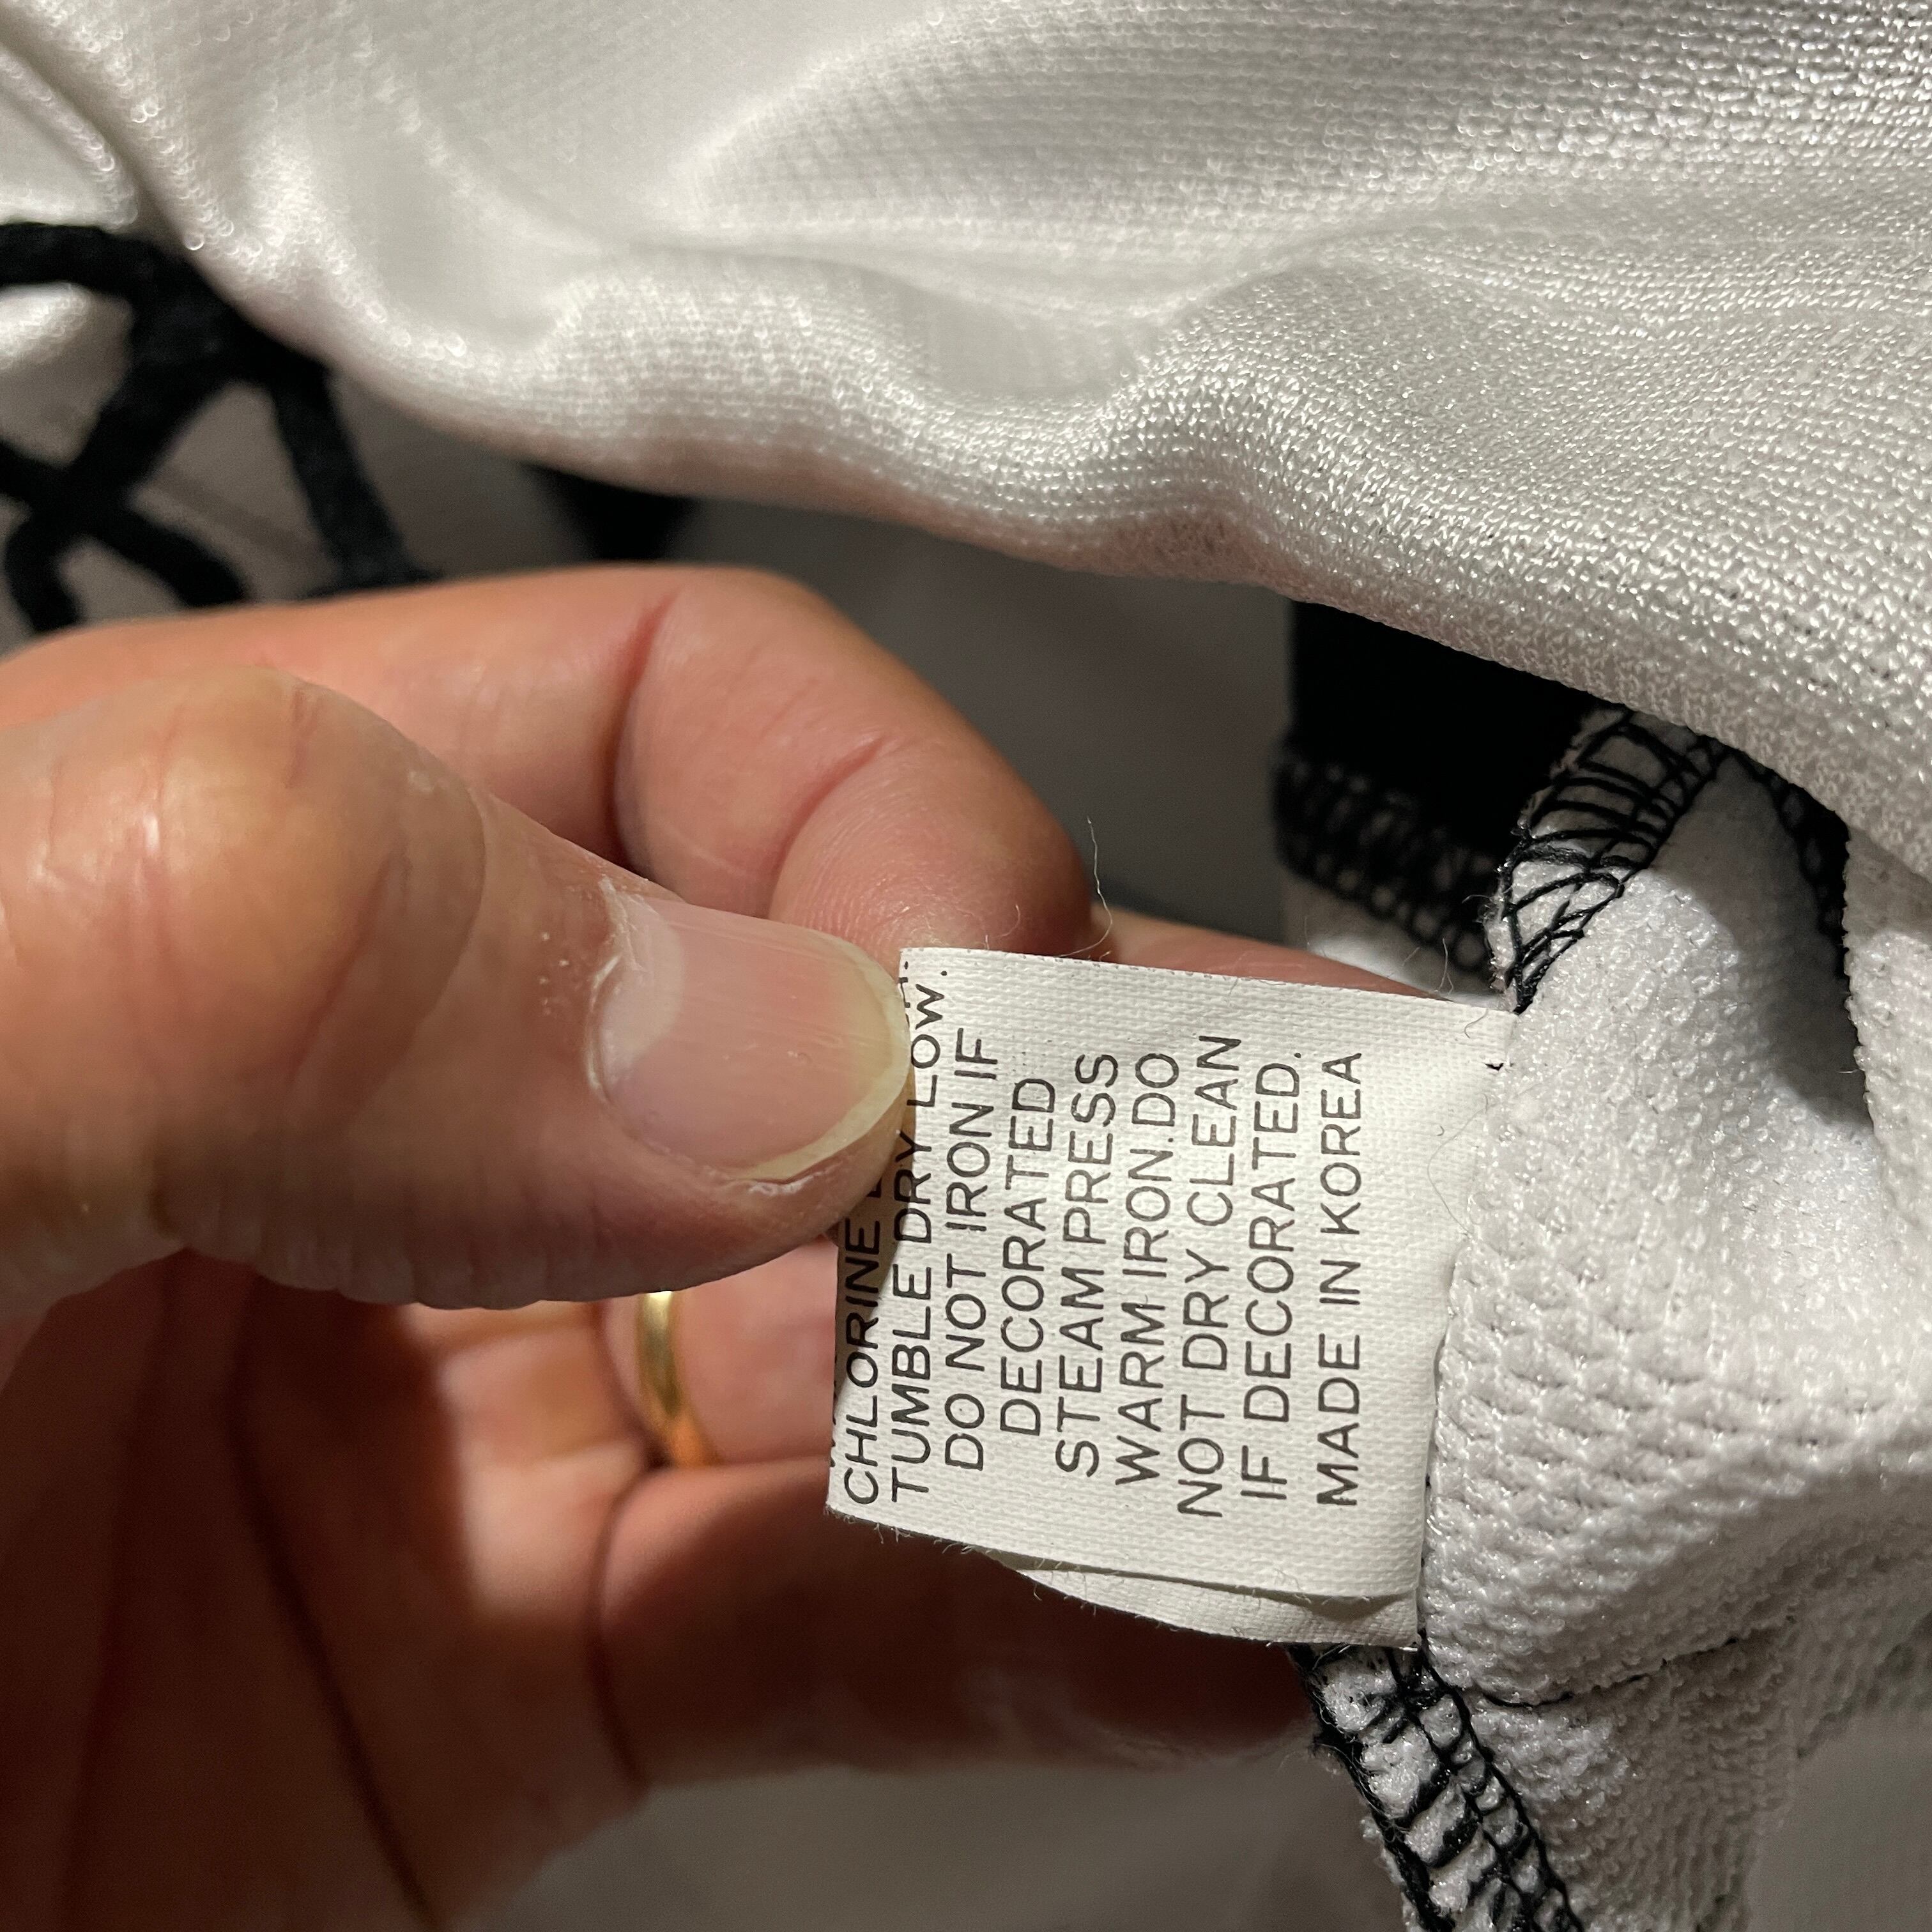 CHLORINE
TUMBLE DRY LOW.
DO NOT IRON IF
DECORATED
STEAM PRESS
WARM IRON.DO
NOT DRY CLEAN
IF DECORATED.
MADE IN KOREA